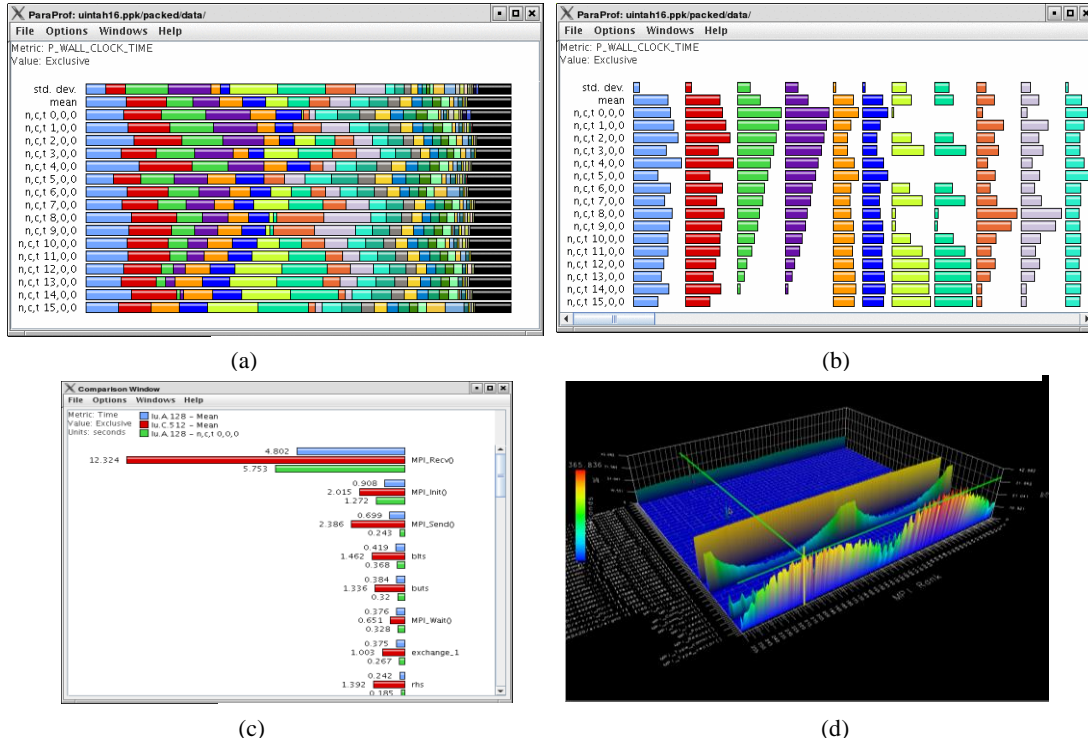 ParaProf: uintah16.ppk/packed/data/
File Options Windows Help
Metric: P_WALL_CLOCK_TIME
Value: Exclusive
std. dev.
mean
n,c,t 0,0,0
n,c,t 1,0,0
n,c,t 2,0,0
n,c,t 3,0,0
n,c,t 4,0,0
n,c,t 5,0,0
n,c,t 6,0,0
n,c,t 7,0,0
n,c,t 8,0,0
n,c,t 9,0,0
n,c,t 10,0,0
n,c,t 11,0,0
n,c,t 12,0,0
n,c,t 13,0,0
n,c,t 14,0,0
n,c,t 15,0,0
(a)
ParaProf: uintah16.ppk/packed/data/
File Options Windows Help
Metric: P_WALL_CLOCK_TIME
Value: Exclusive
std. dev.
mean
n,c,t 0,0,0
n,c,t 1,0,0
n,c,t 2,0,0
n,c,t 3,0,0
n,c,t 4,0,0
n,c,t 5,0,0
n,c,t 6,0,0
n,c,t 7,0,0
n,c,t 8,0,0
n,c,t 9,0,0
n,c,t 10,0,0
n,c,t 11,0,0
n,c,t 12,0,0
n,c,t 13,0,0
n,c,t 14,0,0
n,c,t 15,0,0
(b)
Comparison Window
File Options Windows Help
Metric: Time
Value: Exclusive
Units: seconds
lu.A.128 - Mean
lu.C.512 - Mean
lu.A.128 - n,c,t 0,0,0
4.802
12.324 MPI_Recv()
5.753
0.908
2.015 MPI_Init()
1.272
0.699
2.386 MPI_Send()
0.243
0.419
1.462 blts
0.368
0.384
1.336 buts
0.32
0.376
0.651 MPI_Wait()
0.328
0.375
1.003 exchange_1
0.267
0.242
1.392 rhs
0.185
(c)
365.836
MPI Rank
(d)